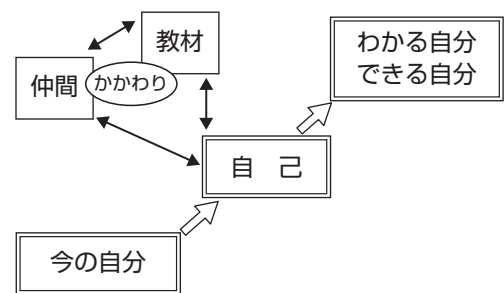 教材
仲間
かかわり
わかる自分
できる自分
自　己
今の自分